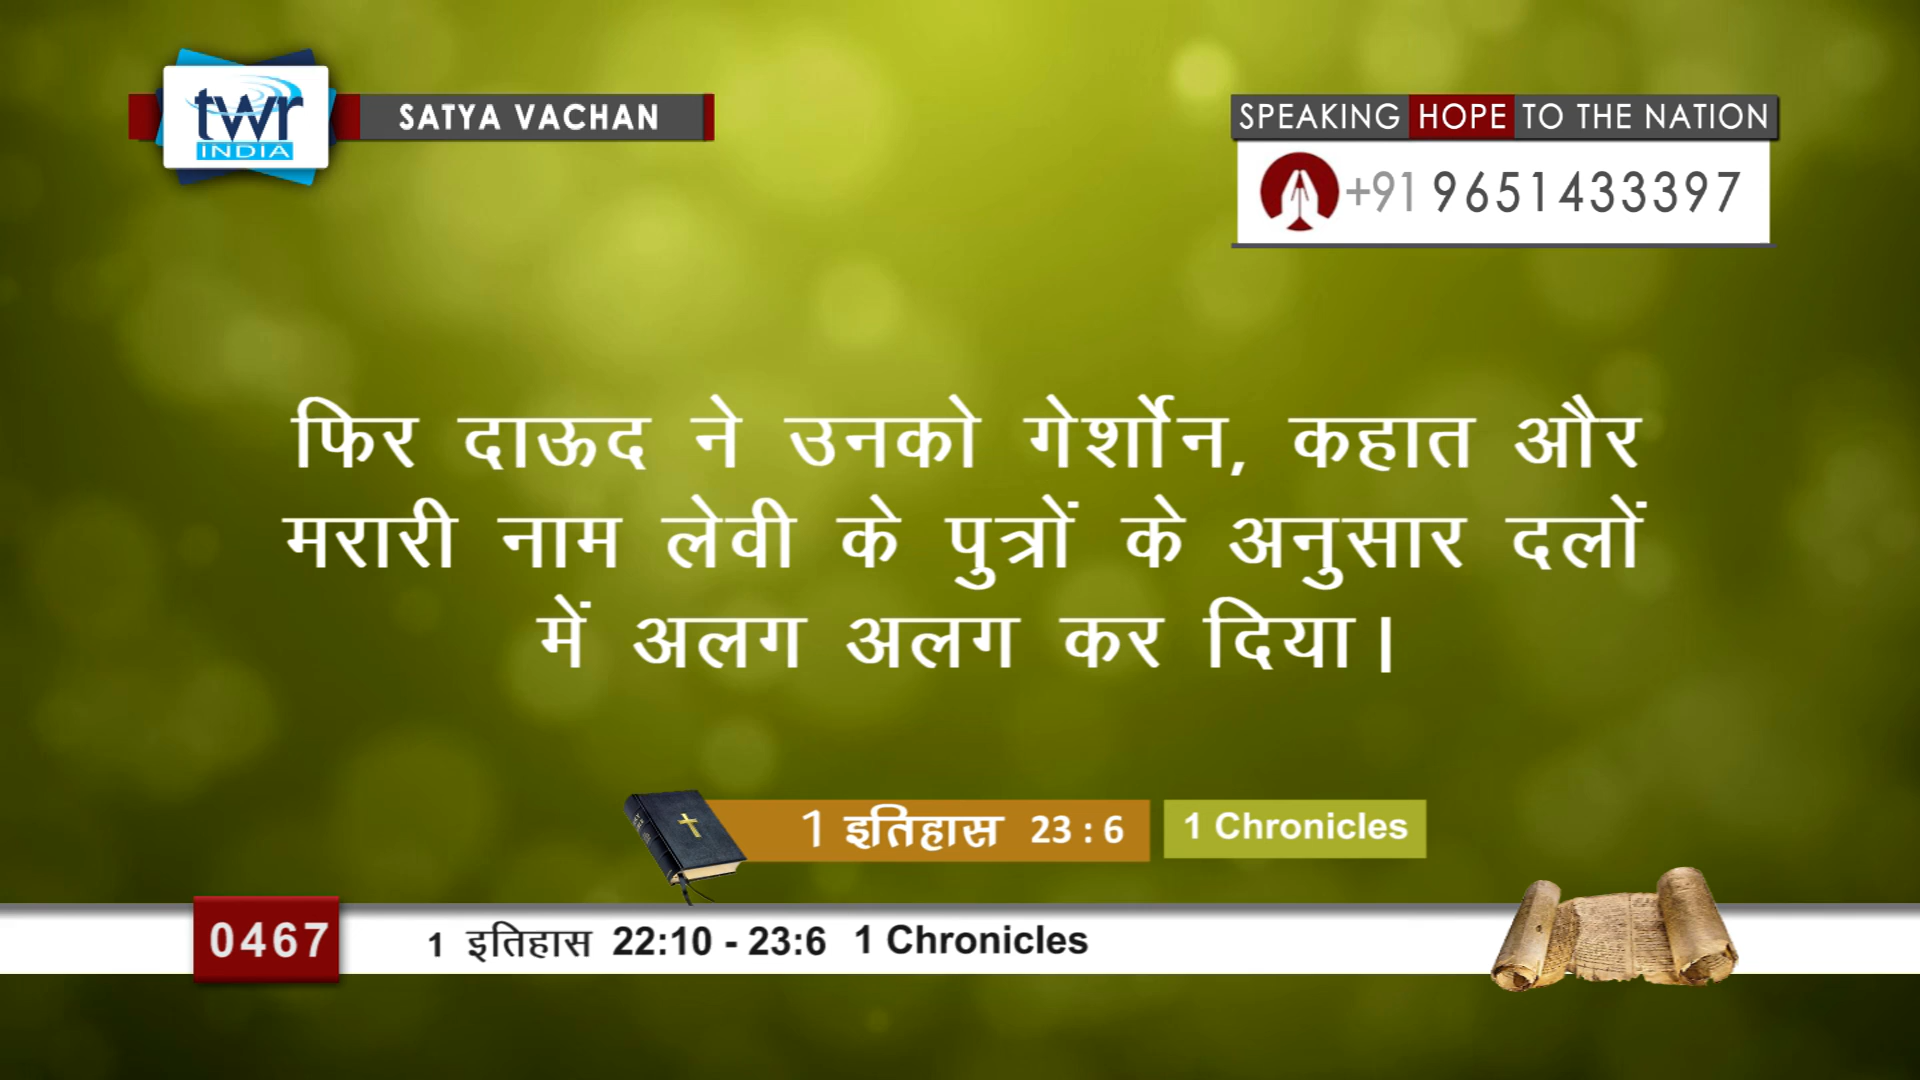 twr
INDIA
SATYA VACHAN
SPEAKING HOPE TO THE NATION
+91 9651433397
फिर दाऊद ने उनको गेर्शोन, कहात और
मरारी नाम लेवी के पुत्रों के अनुसार दलों
में अलग अलग कर दिया।
1 इतिहास 23 : 6 1 Chronicles
0467 1 इतिहास 22:10 - 23:6 1 Chronicles